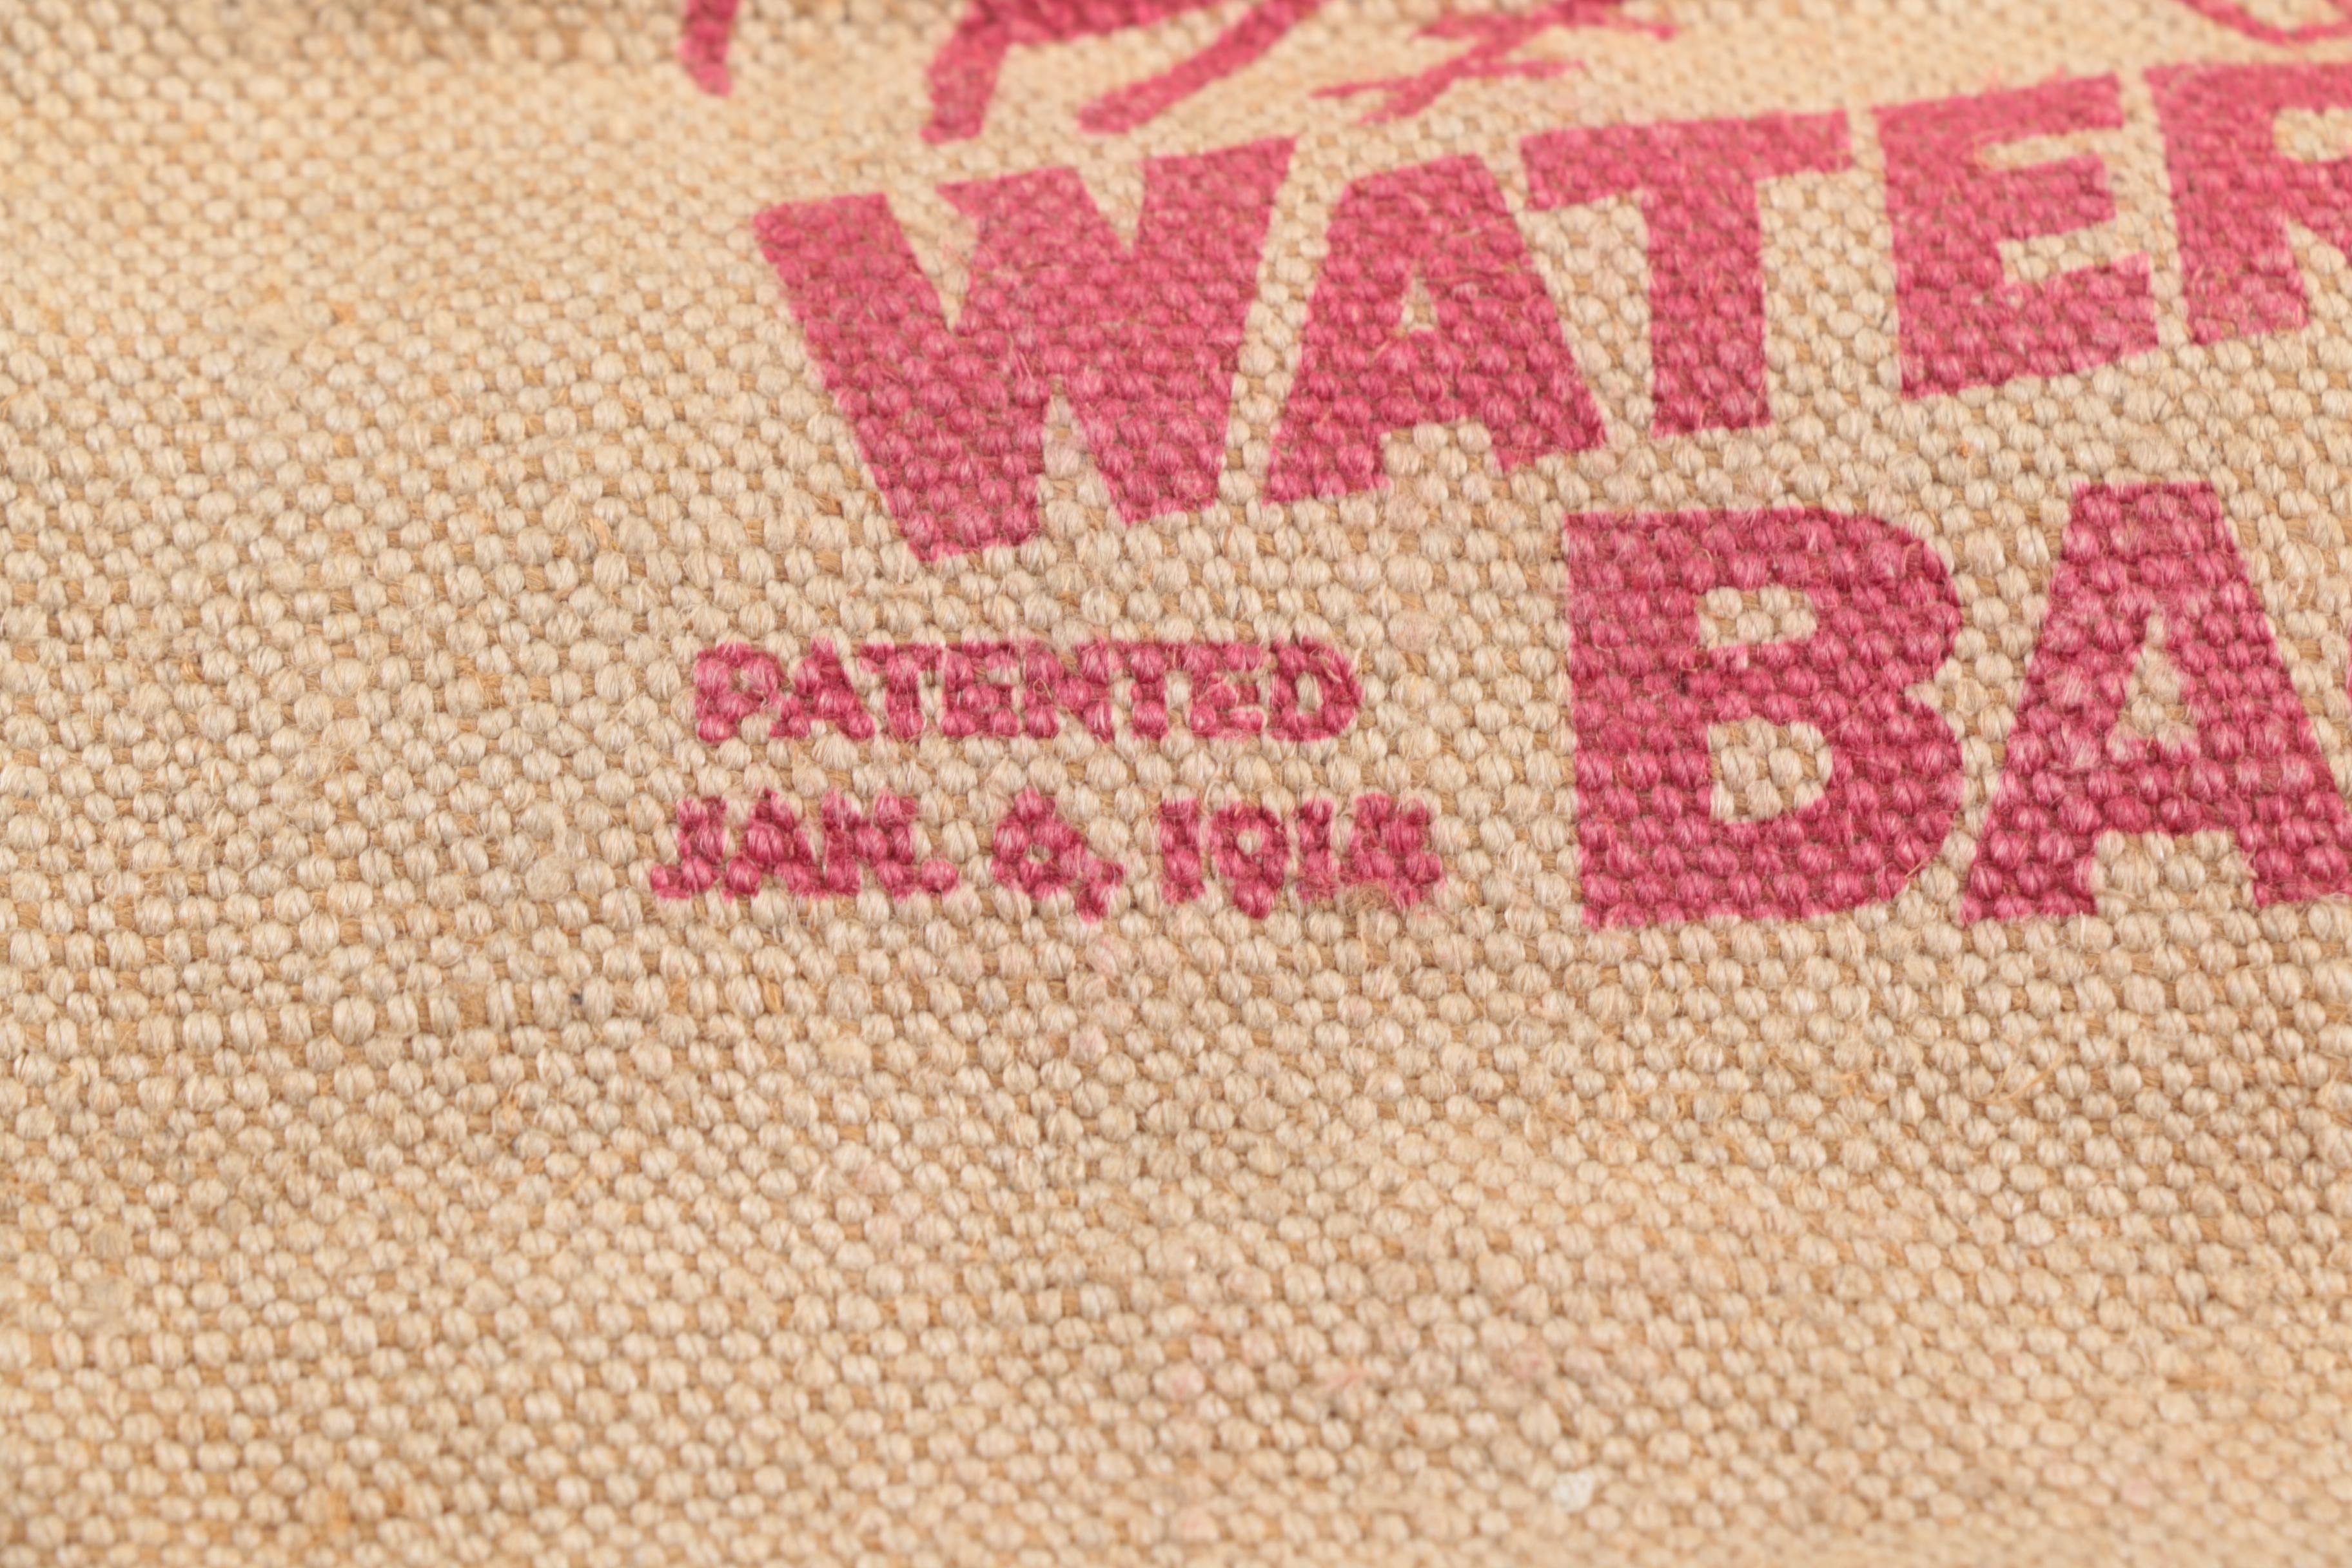 WATER
BA
PATENTED
JAN. 6, 1914